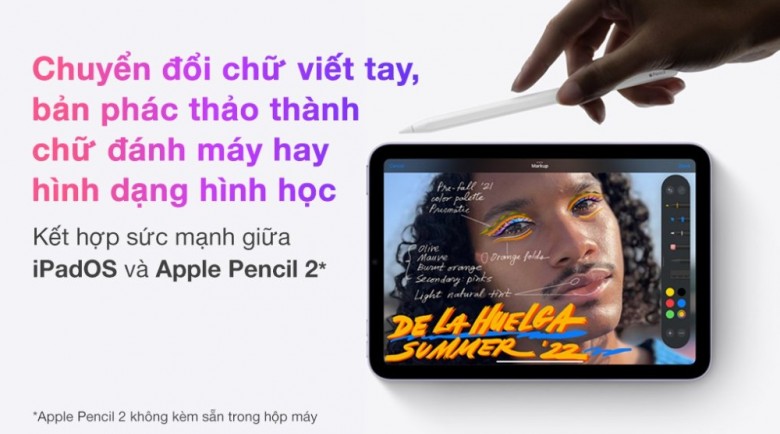 Chuyển đổi chữ viết tay,
bản phác thảo thành
chữ đánh máy hay
hình dạng hình học
Kết hợp sức mạnh giữa
iPadOS và Apple Pencil 2*
Markup
Pre-fall '21
color palette
Prismatic
Olive
Mauve
Burnt orange
Secondary pinks
Orange folds
Light natural tint
DE LA HUELGA
SUMMER '22
*Apple Pencil 2 không kèm sẵn trong hộp máy